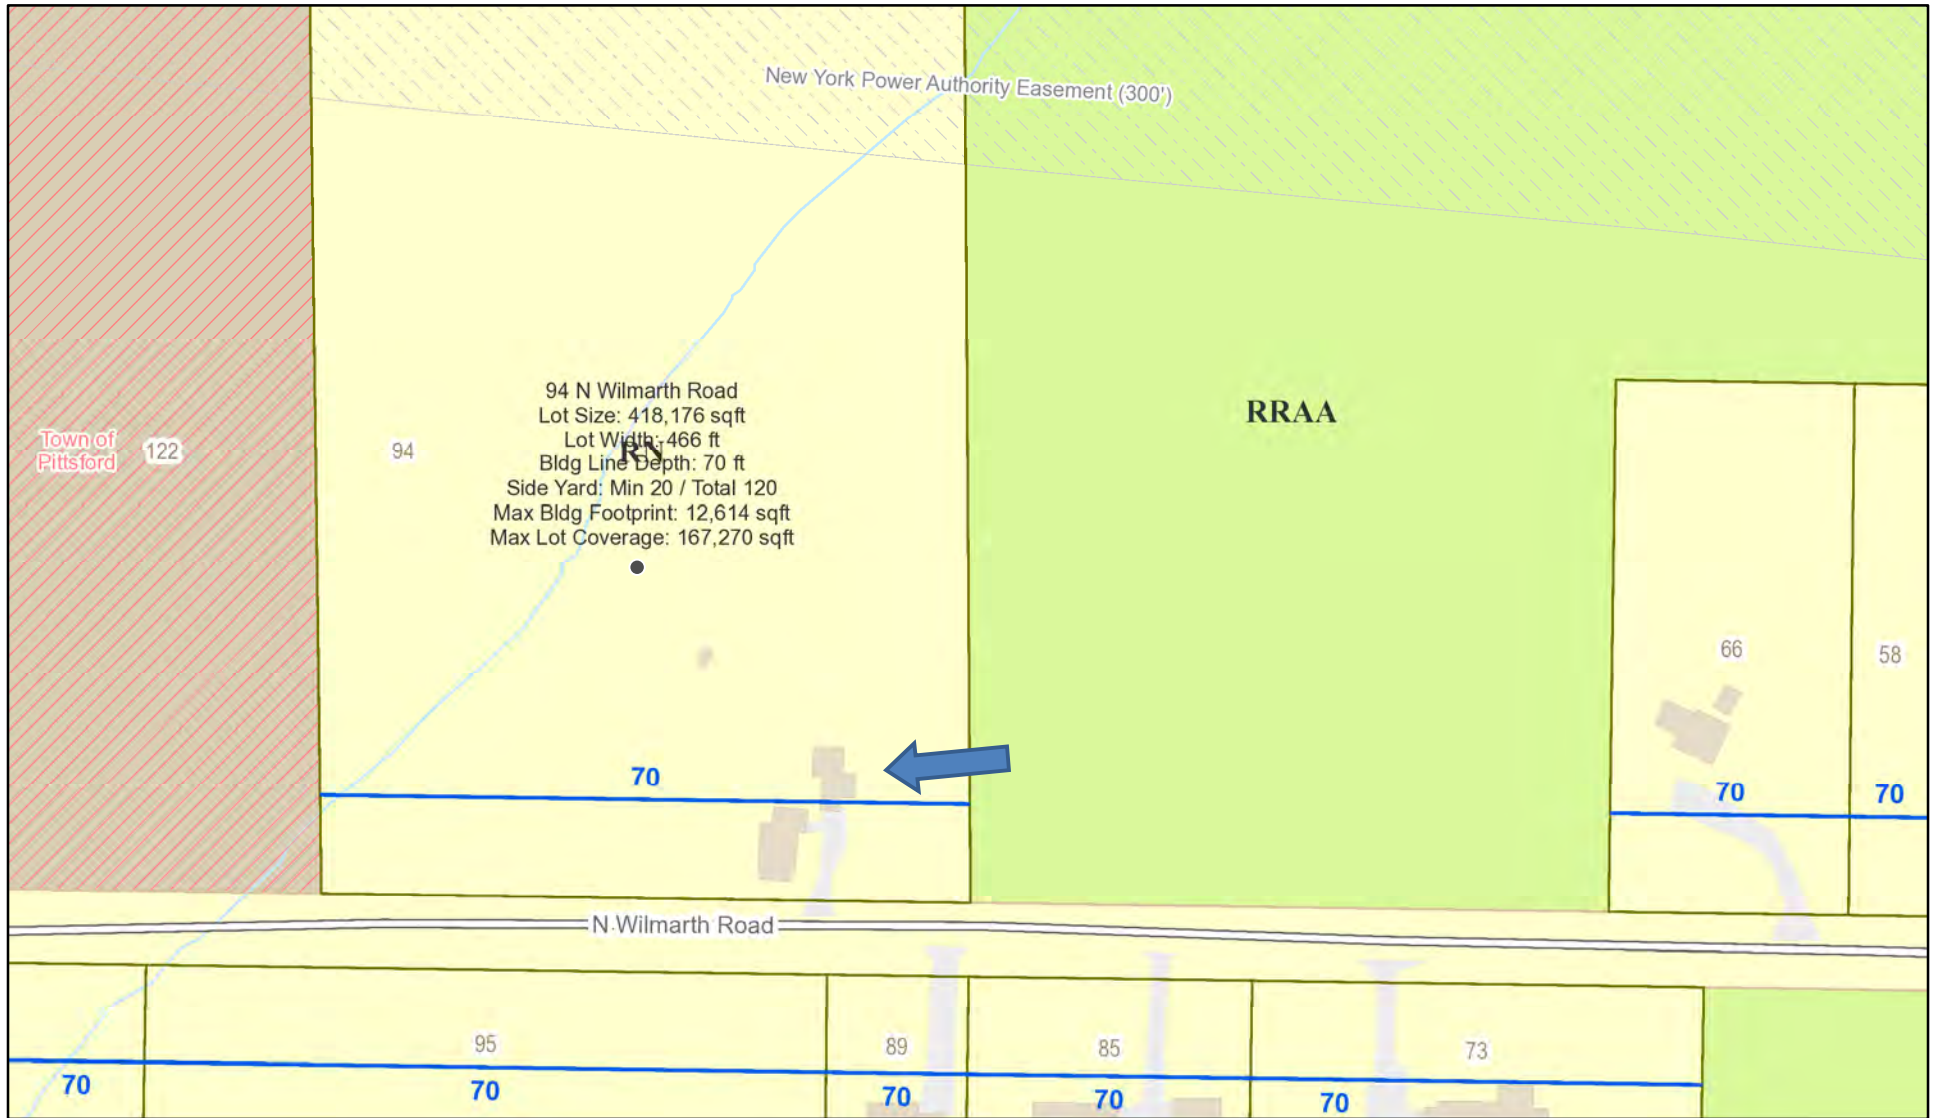 New York Power Authority Easement (300')
94 N Wilmarth Road
Lot Size: 418,176 sqft
Lot Width: 466 ft
RN
Bldg Line Depth: 70 ft
Side Yard: Min 20 / Total 120
Max Bldg Footprint: 12,614 sqft
Max Lot Coverage: 167,270 sqft
RRAA
Town of
Pittsford
122
94
66
58
70
70
70
N Wilmarth Road
95
89
85
73
70
70
70
70
70